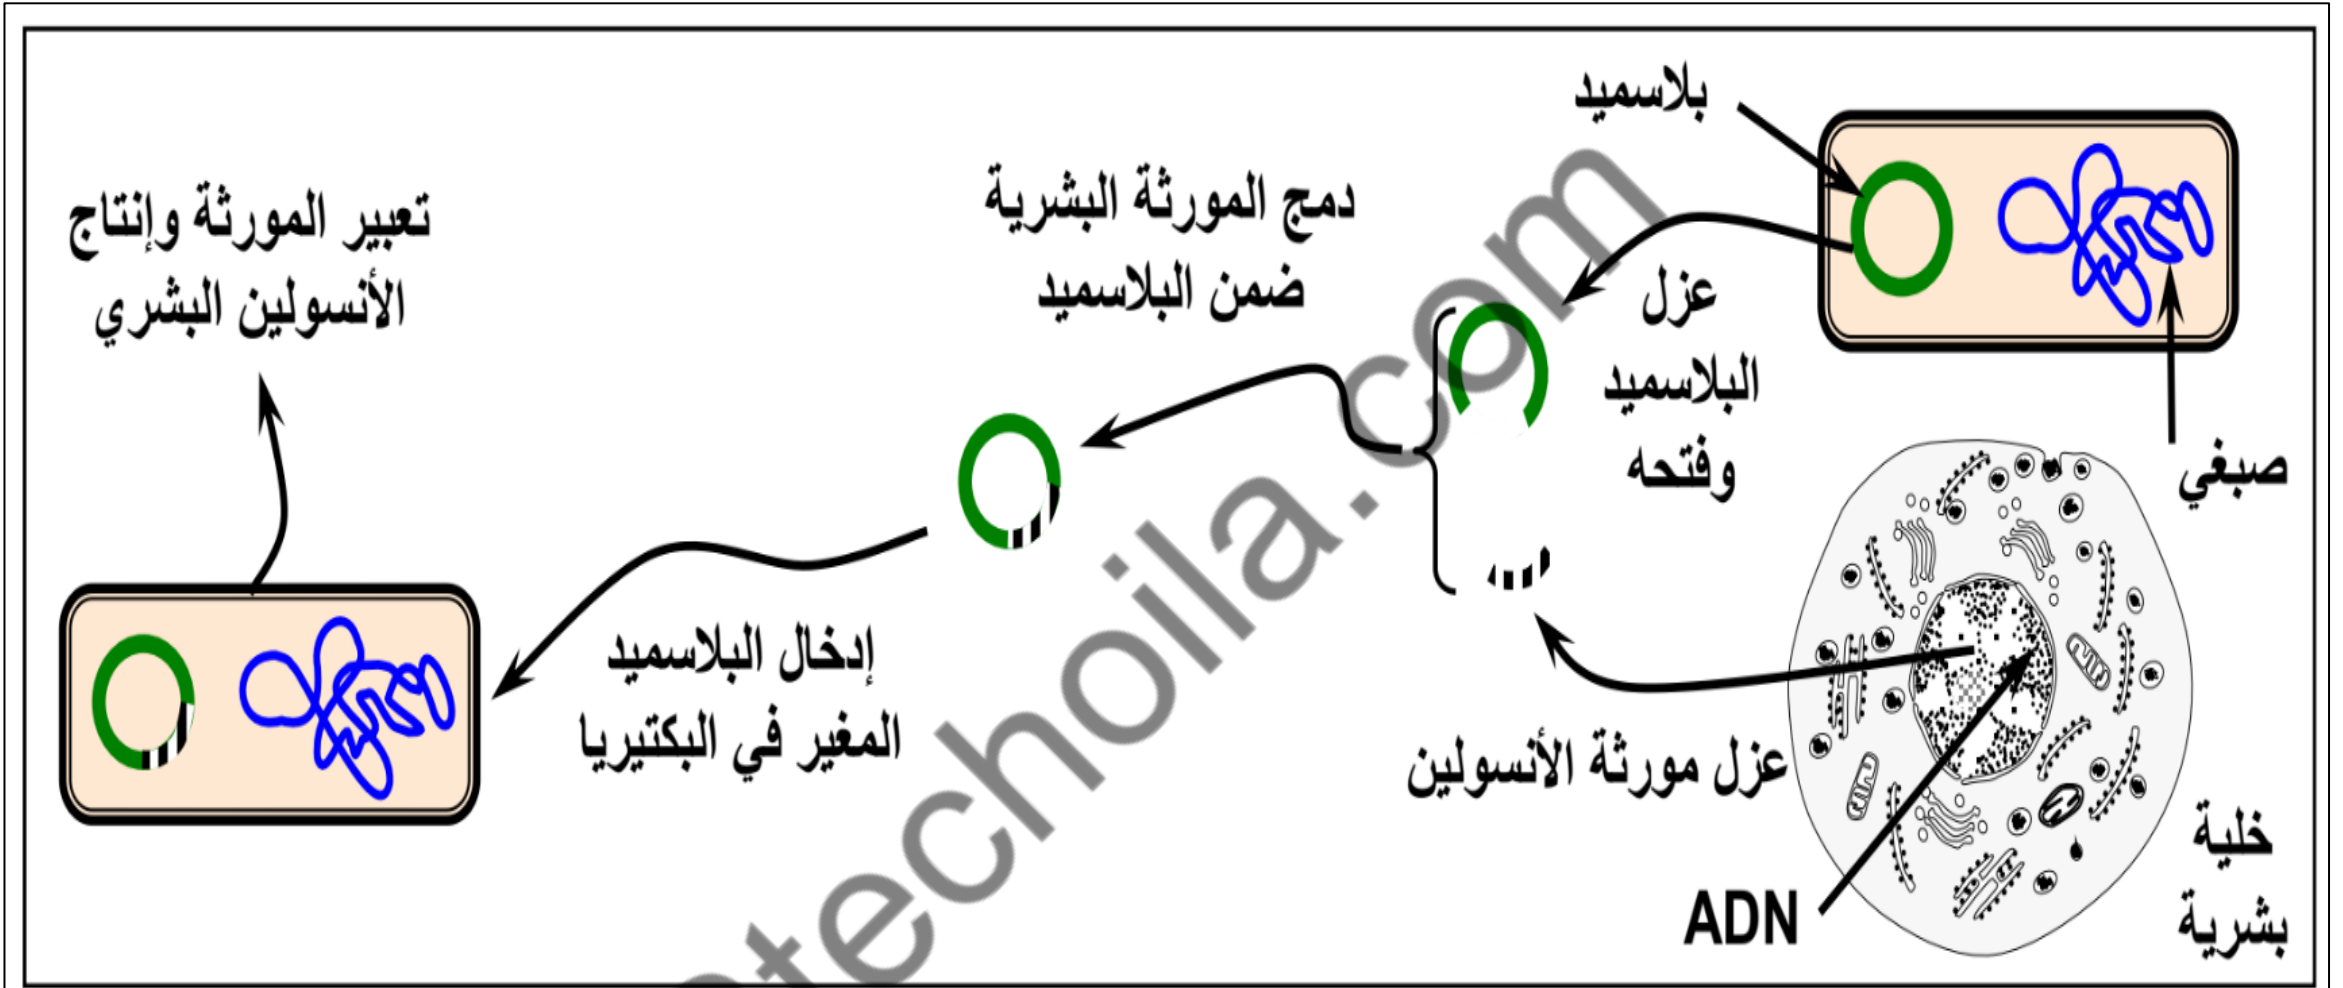 بلاسميد
صبغي
عزل
البلاسميد
وفتحه
خلية
بشرية
ADN
عزل مورثة الأنسولين
دمج المورثة البشرية
ضمن البلاسميد
إدخال البلاسميد
المغير في البكتيريا
تعبير المورثة وإنتاج
الأنسولين البشري
techoila.com